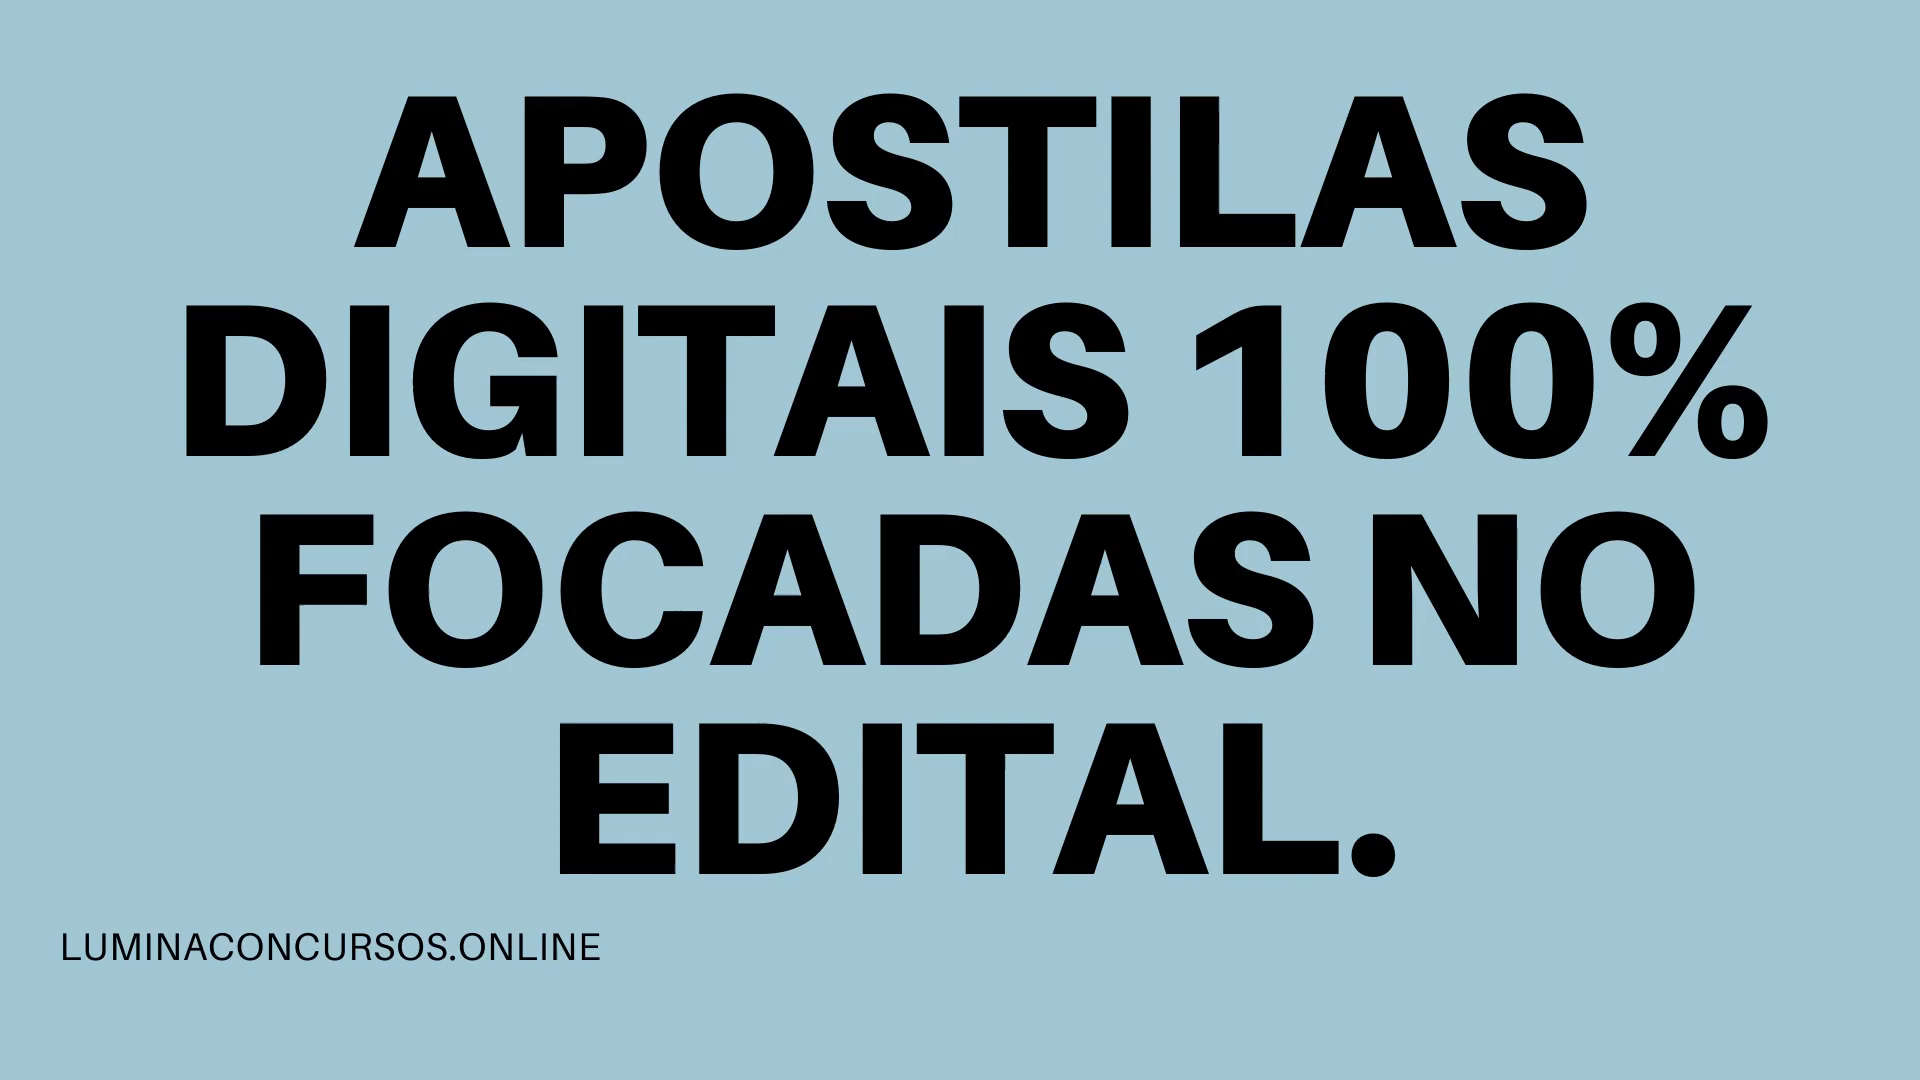 APOSTILAS
DIGITAIS 100%
FOCADAS NO
EDITAL.
LUMINACONCURSOS.ONLINE